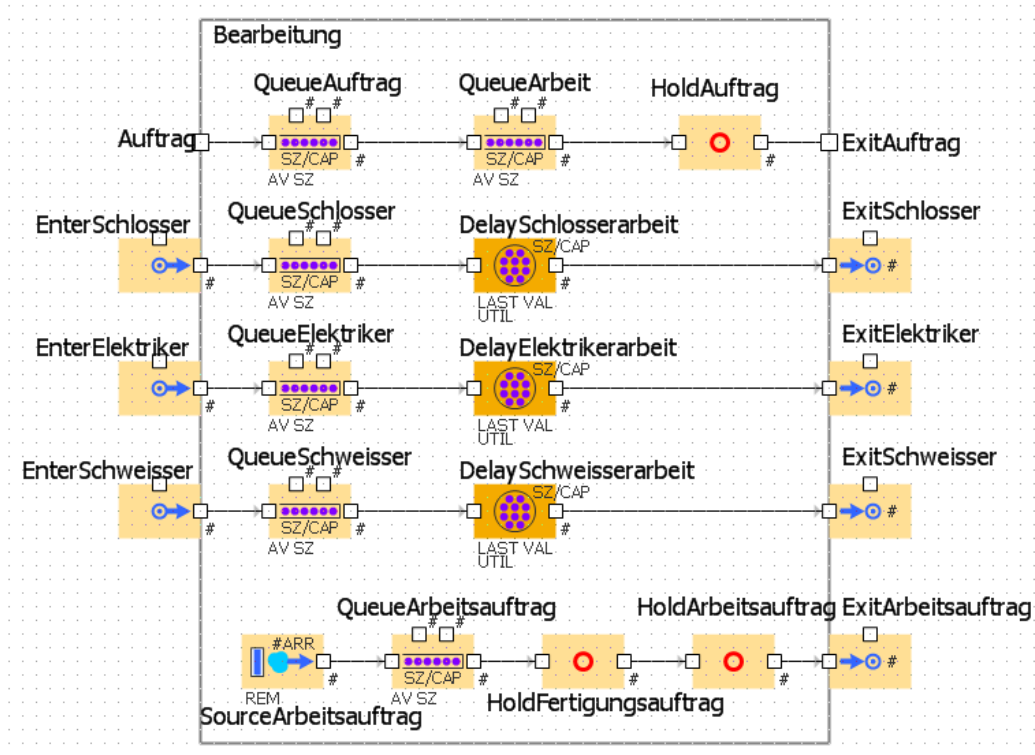 Bearbeitung
QueueAuftrag
QueueArbeit
HoldAuftrag
# #
# #
Auftrag
ExitAuftrag
SZ/CAP
#
SZ/CAP
#
#
AV SZ
AV SZ
EnterSchlosser
QueueSchlosser
DelaySchlosserarbeit
ExitSchlosser
# #
SZ/CAP
#
#
SZ/CAP
#
#
AV SZ
LAST VAL
UTIL
EnterElektriker
QueueElektriker
DelayElektrikerarbeit
ExitElektriker
# #
SZ/CAP
#
#
SZ/CAP
#
#
AV SZ
LAST VAL
UTIL
EnterSchweisser
QueueSchweisser
DelaySchweisserarbeit
ExitSchweisser
# #
SZ/CAP
#
#
SZ/CAP
#
#
AV SZ
LAST VAL
UTIL
QueueArbeitsauftrag
HoldArbeitsauftrag
ExitArbeitsauftrag
# #
#ARR
#
#
SZ/CAP
#
#
#
REM
AV SZ
SourceArbeitsauftrag
HoldFertigungsauftrag